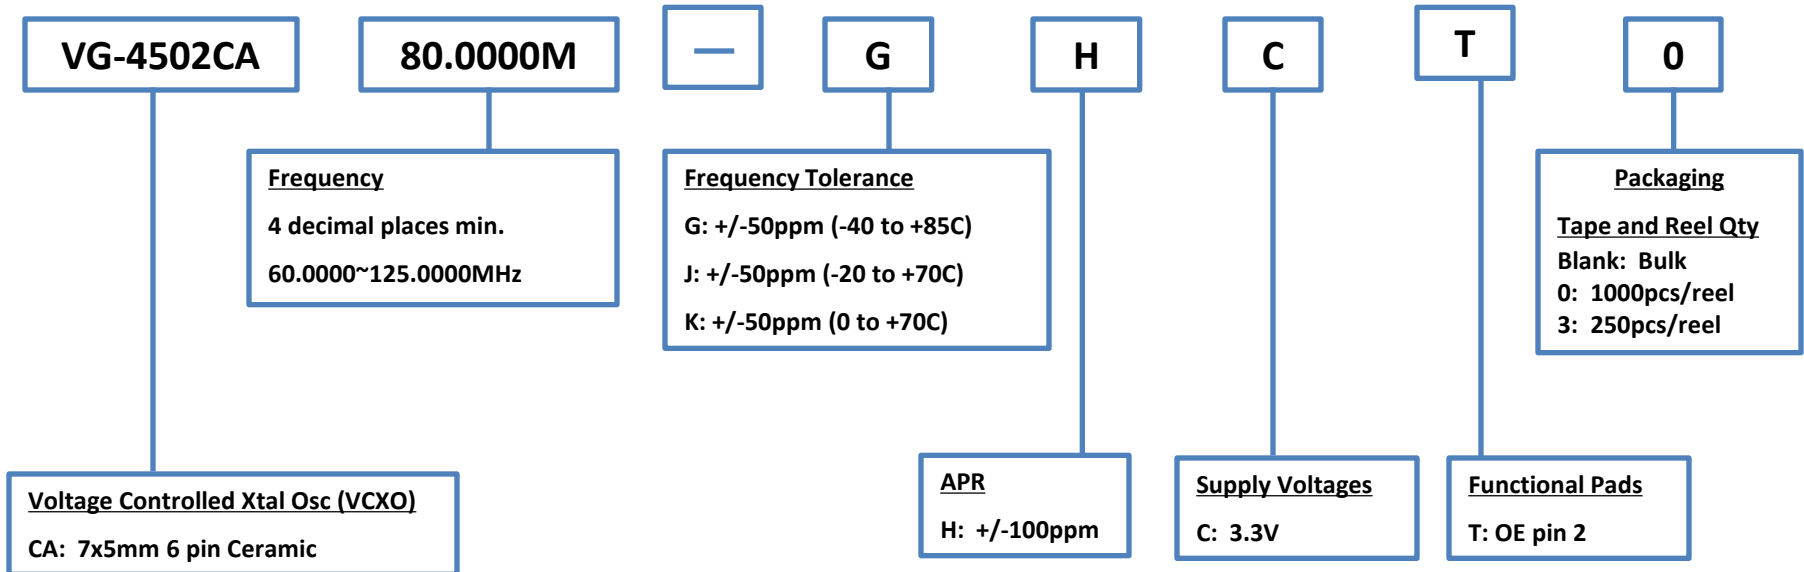 VG-4502CA 80.0000M — G H C T 0
Frequency
4 decimal places min.
60.0000~125.0000MHz
Frequency Tolerance
G: +/-50ppm (-40 to +85C)
J: +/-50ppm (-20 to +70C)
K: +/-50ppm (0 to +70C)
Packaging
Tape and Reel Qty
Blank: Bulk
0: 1000pcs/reel
3: 250pcs/reel
Voltage Controlled Xtal Osc (VCXO)
CA: 7x5mm 6 pin Ceramic
APR
H: +/-100ppm
Supply Voltages
C: 3.3V
Functional Pads
T: OE pin 2